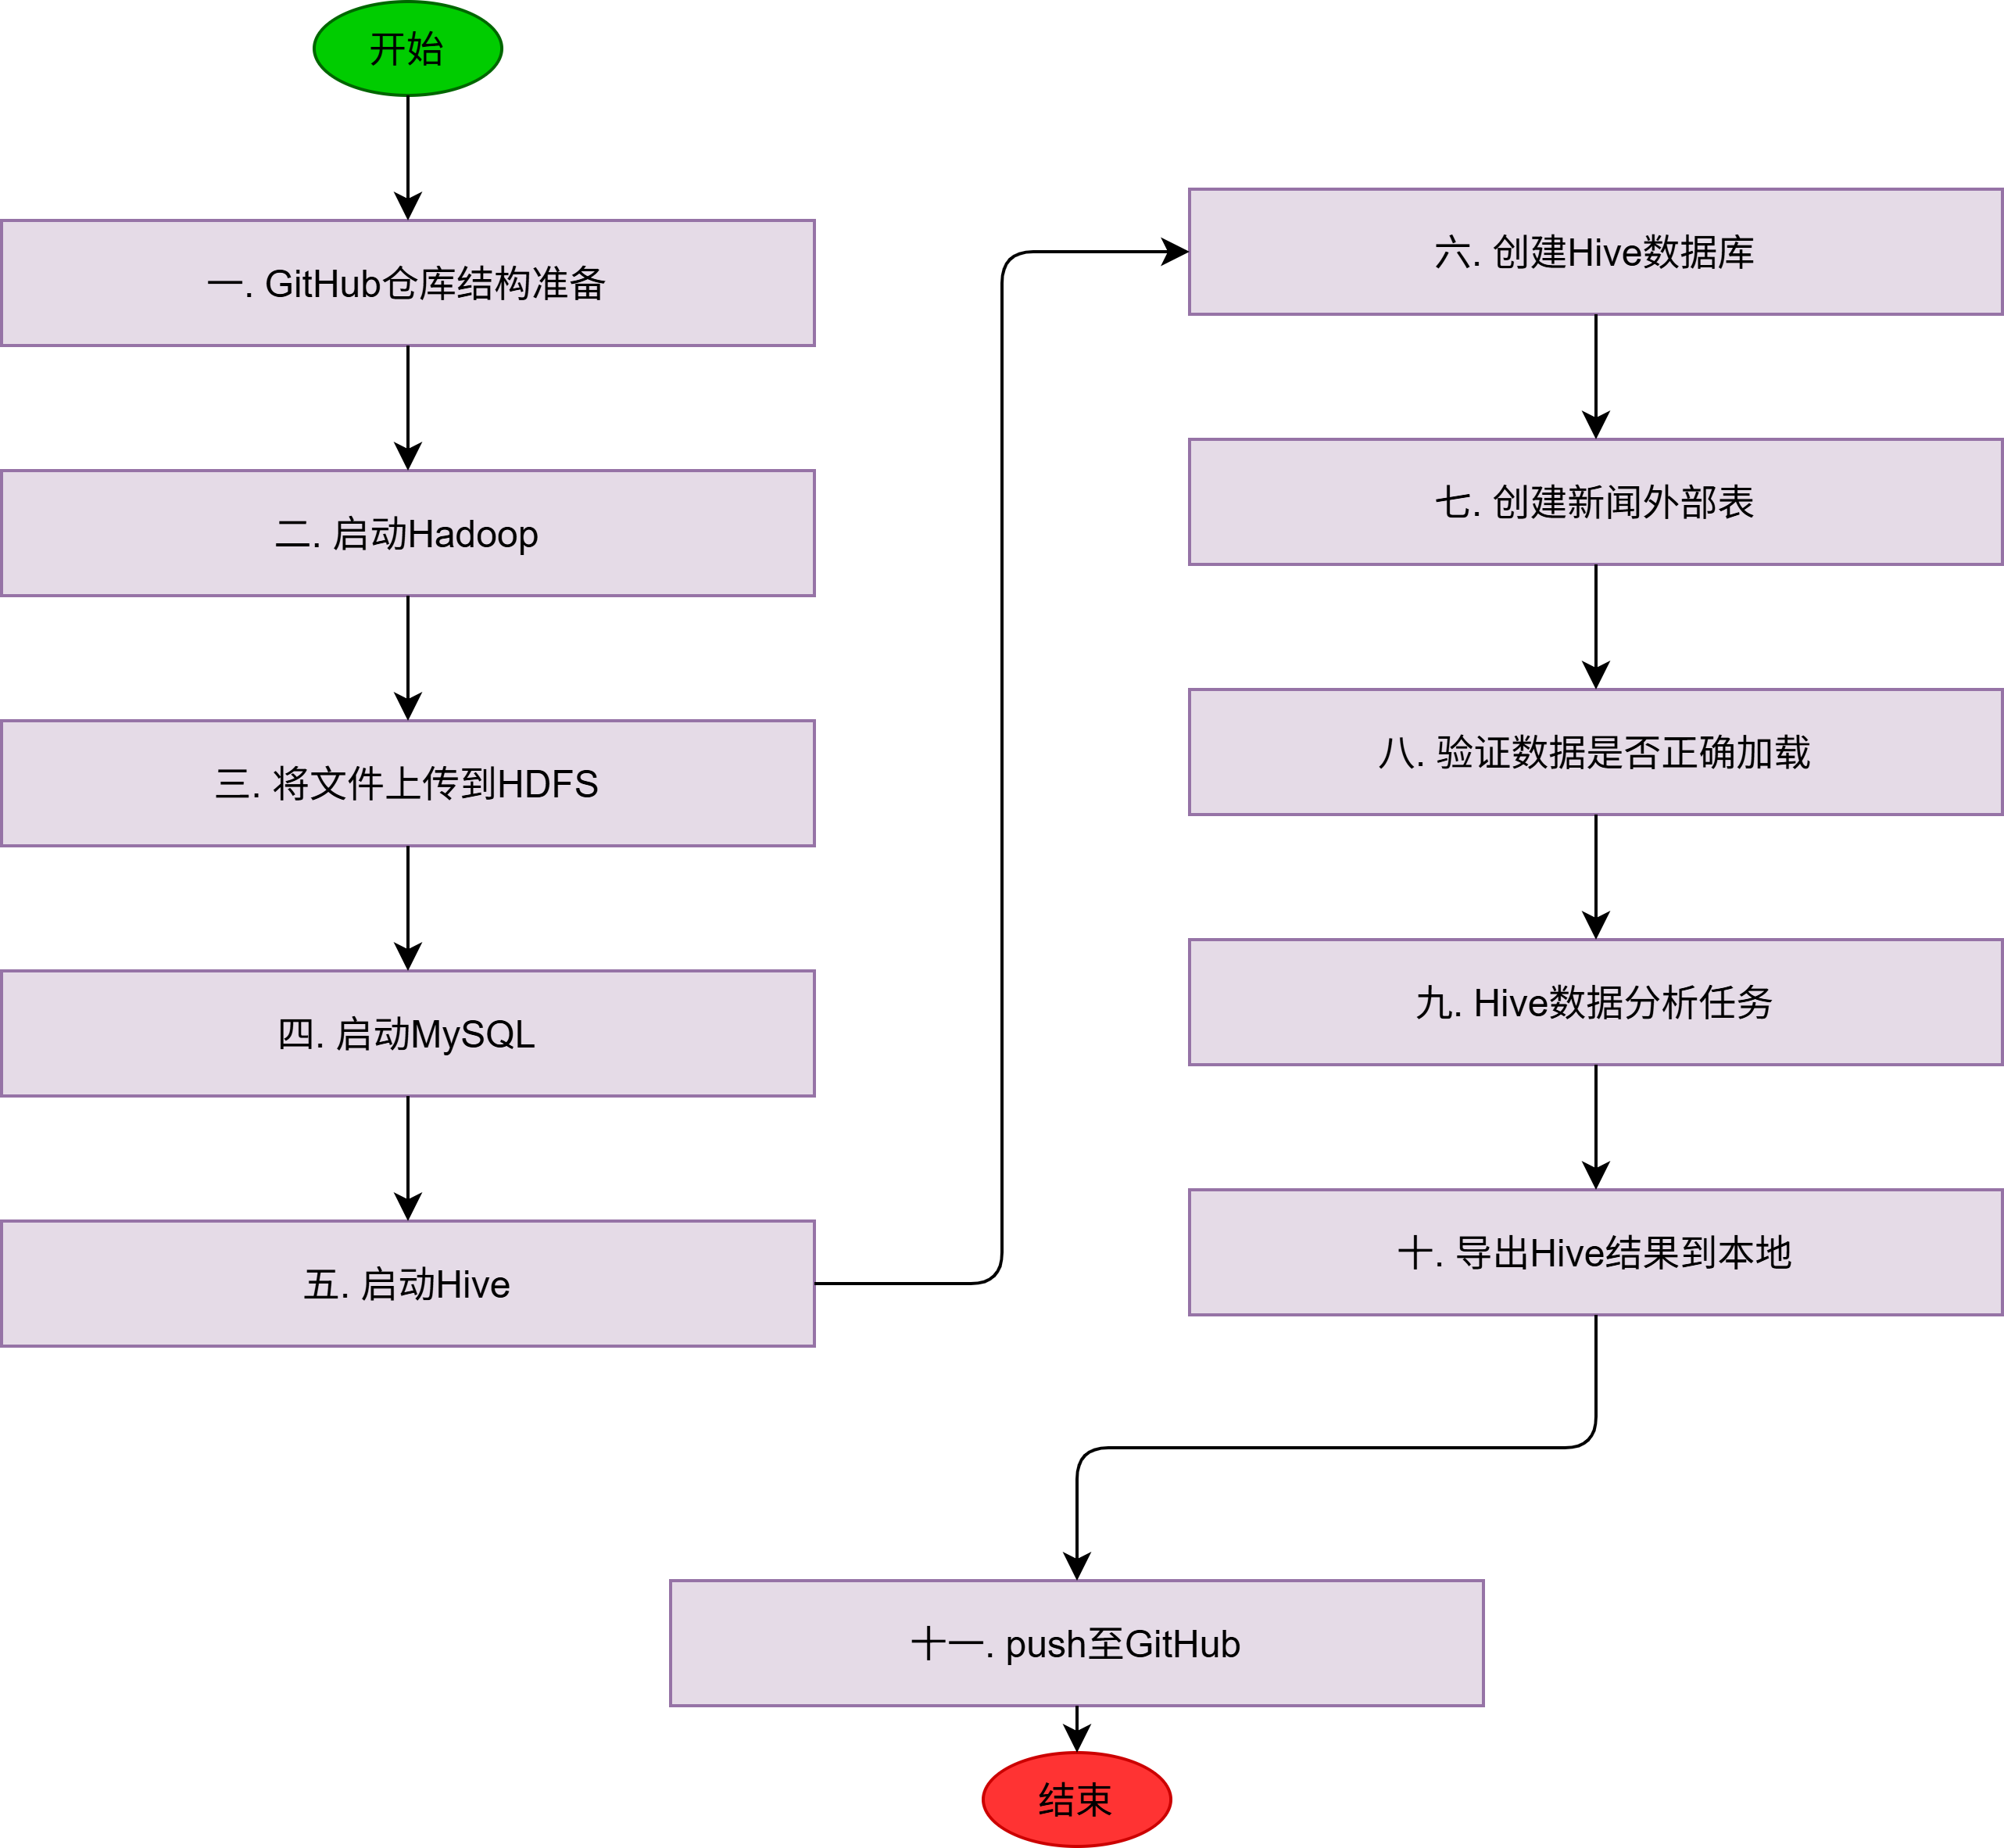 开始
一. GitHub仓库结构准备
二. 启动Hadoop
三. 将文件上传到HDFS
四. 启动MySQL
五. 启动Hive
六. 创建Hive数据库
七. 创建新闻外部表
八. 验证数据是否正确加载
九. Hive数据分析任务
十. 导出Hive结果到本地
十一. push至GitHub
结束